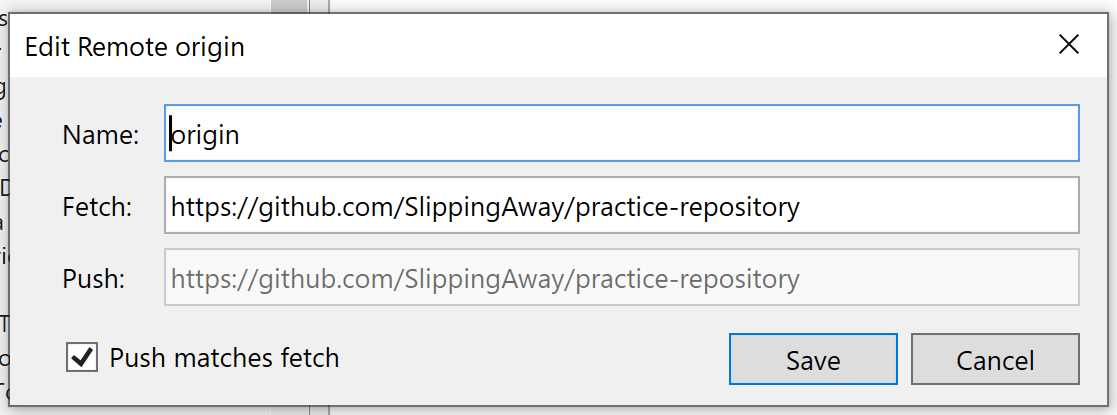 Edit Remote origin
Name: origin
Fetch: https://github.com/SlippingAway/practice-repository
Push: https://github.com/SlippingAway/practice-repository
Push matches fetch
Save
Cancel